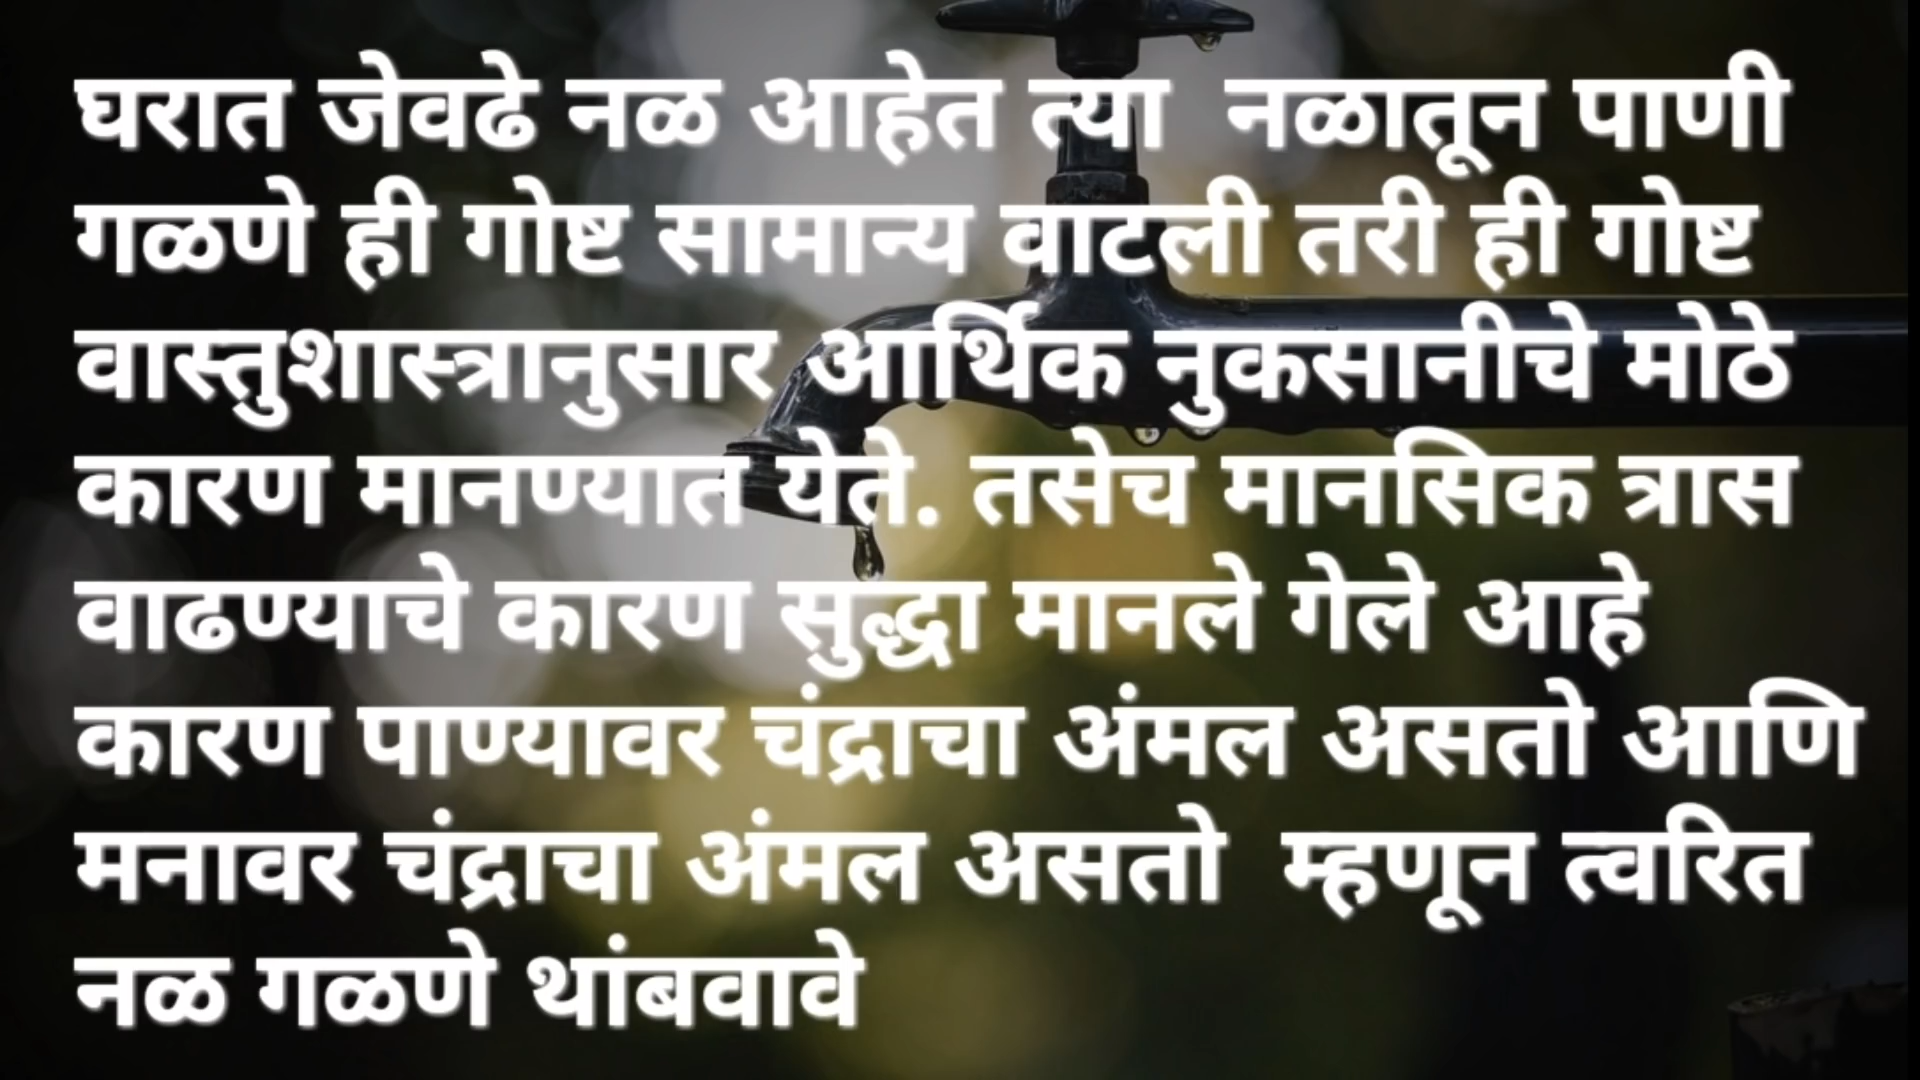 घरात जेवढे नळ आहेत त्या नळातून पाणी
गळणे ही गोष्ट सामान्य वाटली तरी ही गोष्ट
वास्तुशास्त्रानुसार आर्थिक नुकसानीचे मोठे
कारण मानण्यात येते. तसेच मानसिक त्रास
वाढण्याचे कारण सुद्धा मानले गेले आहे
कारण पाण्यावर चंद्राचा अंमल असतो आणि
मनावर चंद्राचा अंमल असतो म्हणून त्वरित
नळ गळणे थांबवावे